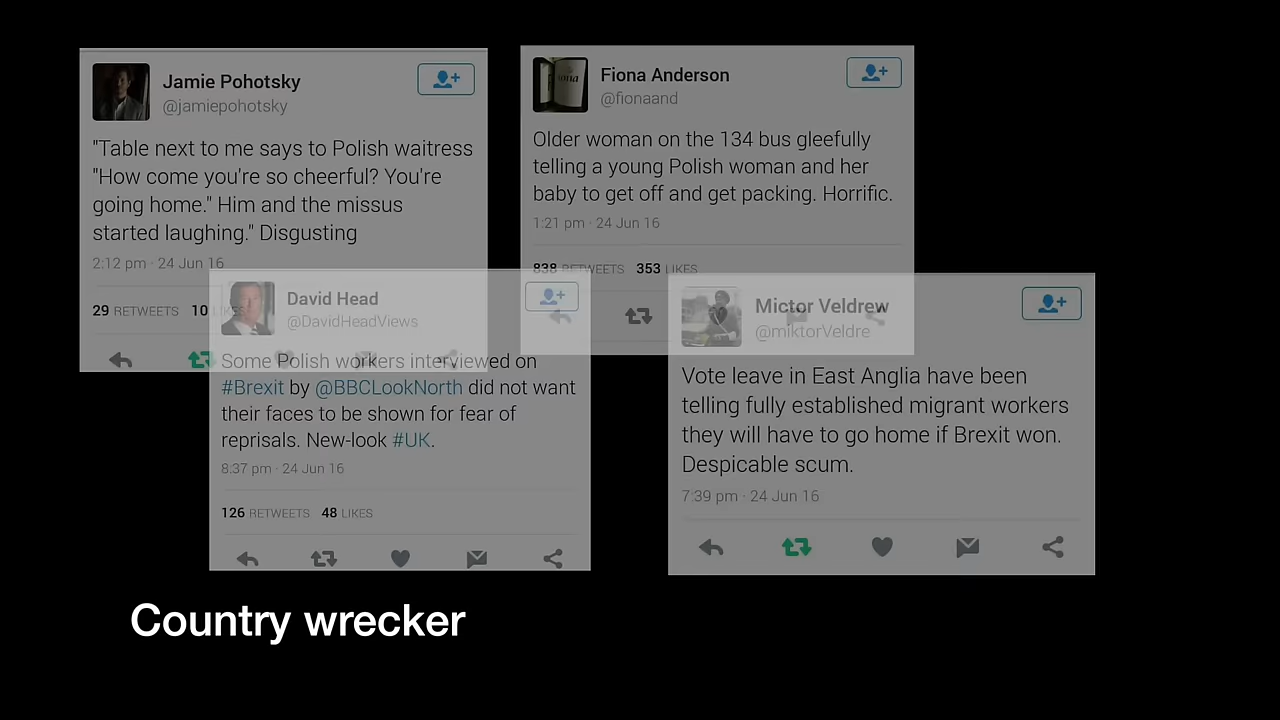 Jamie Pohotsky
@jamiepohotsky
"Table next to me says to Polish waitress
"How come you're so cheerful? You're
going home." Him and the missus
started laughing." Disgusting
2:12 pm · 24 Jun 16
29 RETWEETS 10 LIKES
Fiona Anderson
@fionaand
Older woman on the 134 bus gleefully
telling a young Polish woman and her
baby to get off and get packing. Horrific.
1:21 pm · 24 Jun 16
838 RETWEETS 353 LIKES
David Head
@DavidHeadViews
Some Polish workers interviewed on
#Brexit by @BBCLookNorth did not want
their faces to be shown for fear of
reprisals. New-look #UK.
8:37 pm · 24 Jun 16
126 RETWEETS 48 LIKES
Mictor Veldrew
@miktorVeldre
Vote leave in East Anglia have been
telling fully established migrant workers
they will have to go home if Brexit won.
Despicable scum.
7:39 pm · 24 Jun 16
Country wrecker